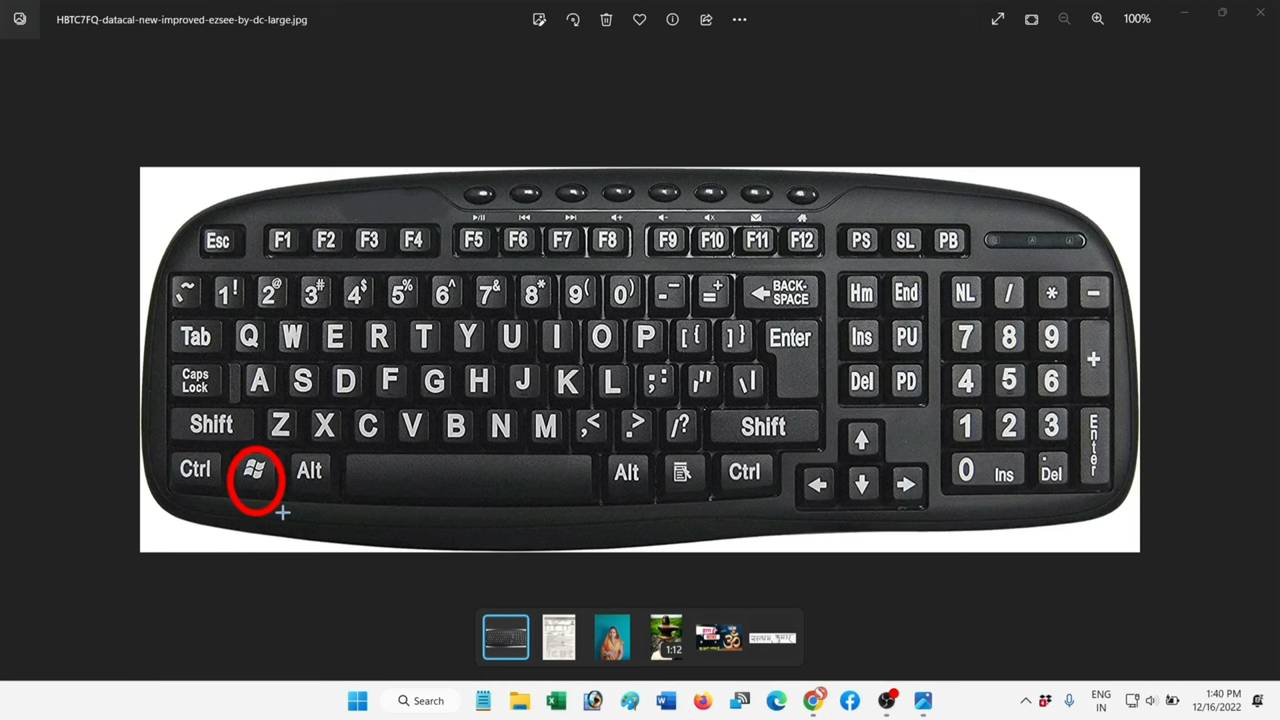 HBTC7FQ-datacal-new-improved-ezsee-by-dc-large.jpg
100%
Esc F1 F2 F3 F4 F5 F6 F7 F8 F9 F10 F11 F12 PS SL PB
`~ 1! 2@ 3# 4$ 5% 6^ 7& 8* 9( 0) -_ =+ BACK-SPACE Hm End NL / * -
Tab Q W E R T Y U I O P [{ ]} Enter Ins PU 7 8 9 +
Caps Lock A S D F G H J K L ;: '" \| Del PD 4 5 6
Shift Z X C V B N M ,< .> /? Shift 1 2 3 Enter
Ctrl Alt Alt Ctrl 0 Ins .Del
1:12
Search
ENG
IN
1:40 PM
12/16/2022